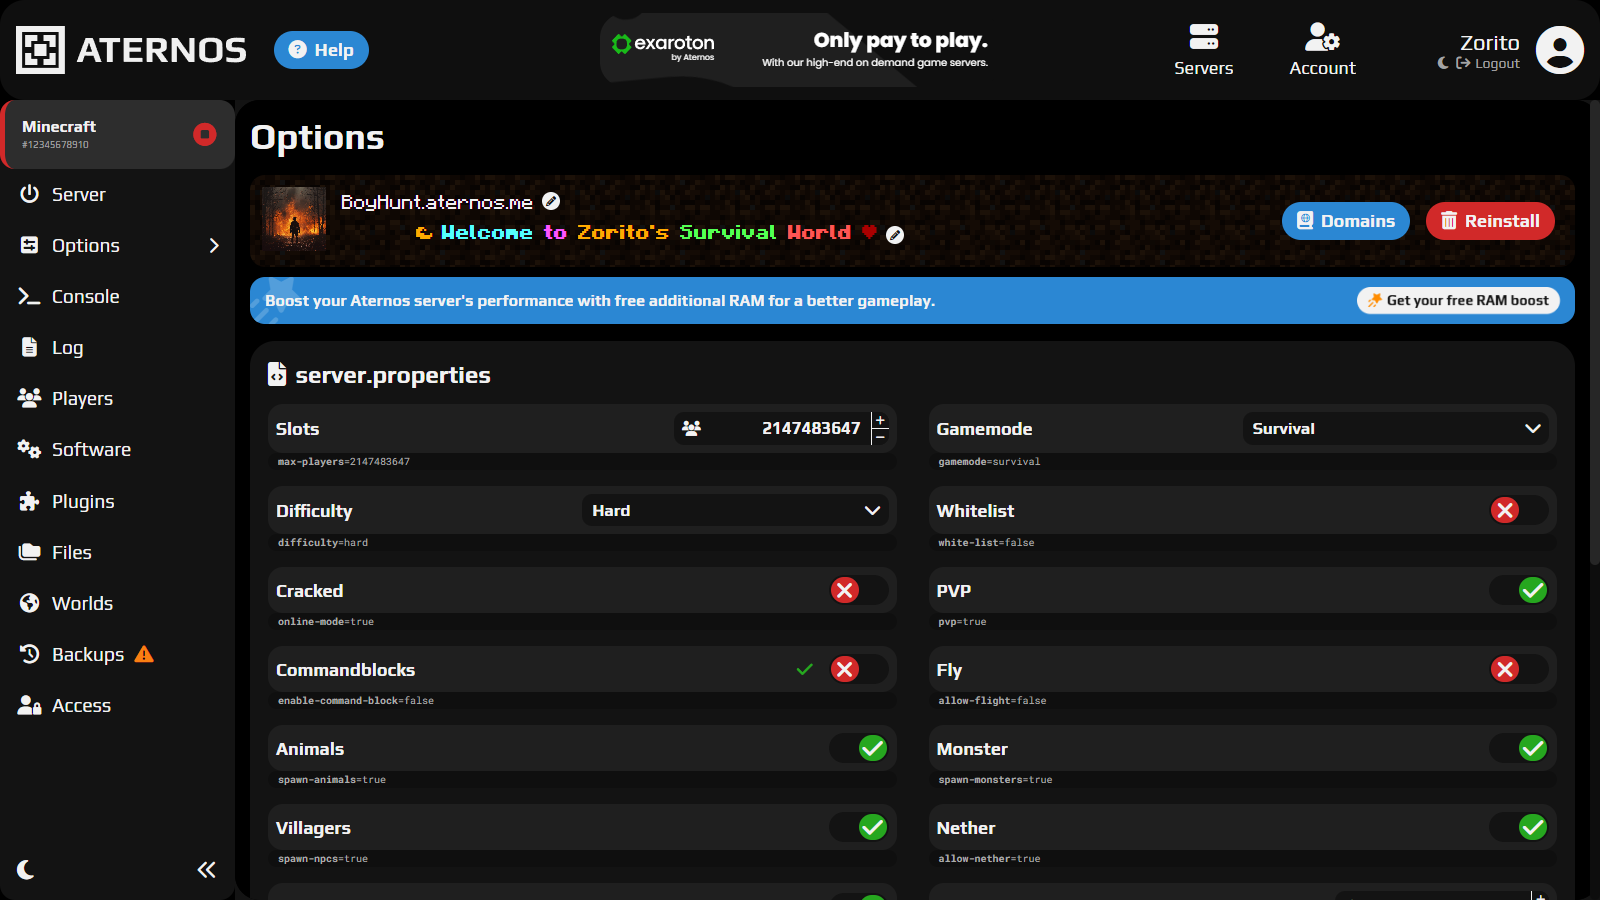 ATERNOS
Help
exaroton
by Aternos
Only pay to play.
With our high-end on demand game servers.
Servers
Account
Zorito
Logout
Minecraft
#12345678910
Server
Options
Console
Log
Players
Software
Plugins
Files
Worlds
Backups
Access
Options
BoyHunt.aternos.me
Welcome to Zorito's Survival World
Domains
Reinstall
Boost your Aternos server's performance with free additional RAM for a better gameplay.
Get your free RAM boost
server.properties
Slots
2147483647
max-players=2147483647
Gamemode
Survival
gamemode=survival
Difficulty
Hard
difficulty=hard
Whitelist
white-list=false
Cracked
online-mode=true
PVP
pvp=true
Commandblocks
enable-command-block=false
Fly
allow-flight=false
Animals
spawn-animals=true
Monster
spawn-monsters=true
Villagers
spawn-npcs=true
Nether
allow-nether=true